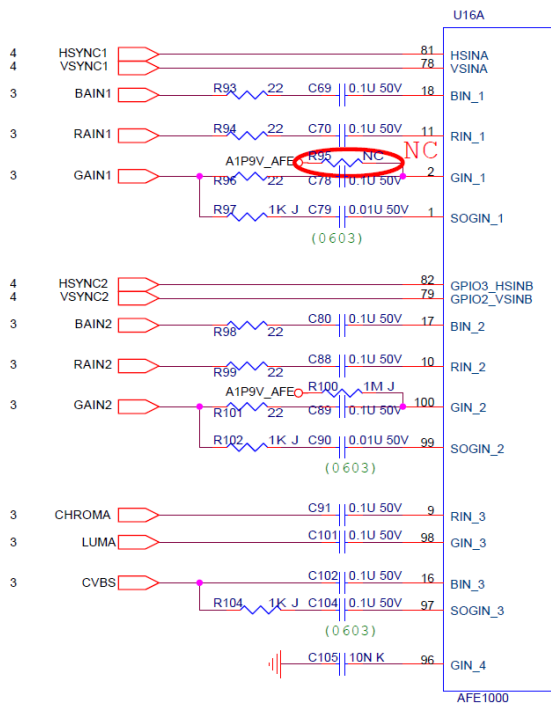 U16A
4 HSYNC1 81 HSINA
4 VSYNC1 78 VSINA
3 BAIN1 R93 22 C69 0.1U 50V 18 BIN_1
3 RAIN1 R94 22 C70 0.1U 50V 11 RIN_1
A1P9V_AFE R95 NC NC
3 GAIN1 R96 22 C78 0.1U 50V 2 GIN_1
R97 1K J C79 0.01U 50V 1 SOGIN_1
(0603)
4 HSYNC2 82 GPIO3_HSINB
4 VSYNC2 79 GPIO2_VSINB
3 BAIN2 R98 22 C80 0.1U 50V 17 BIN_2
3 RAIN2 R99 22 C88 0.1U 50V 10 RIN_2
A1P9V_AFE R100 1M J
3 GAIN2 R101 22 C89 0.1U 50V 100 GIN_2
R102 1K J C90 0.01U 50V 99 SOGIN_2
(0603)
3 CHROMA C91 0.1U 50V 9 RIN_3
3 LUMA C101 0.1U 50V 98 GIN_3
3 CVBS C102 0.1U 50V 16 BIN_3
R104 1K J C104 0.1U 50V 97 SOGIN_3
(0603)
C105 10N K 96 GIN_4
AFE1000